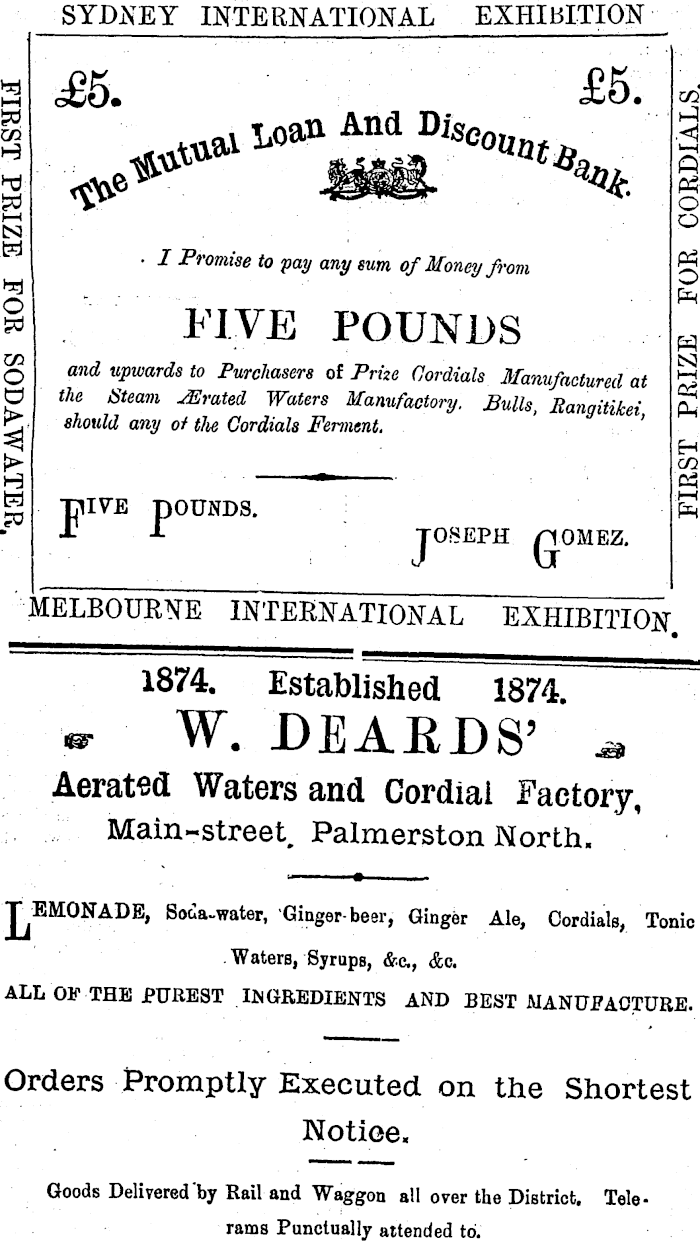 SYDNEY INTERNATIONAL EXHIBITION
FIRST PRIZE FOR SODAWATER.
FIRST PRIZE FOR CORDIALS.
£5. £5.
The Mutual Loan And Discount Bank.
I Promise to pay any sum of Money from
FIVE POUNDS
and upwards to Purchasers of Prize Cordials Manufactured at
the Steam Ærated Waters Manufactory. Bulls, Rangitikei,
should any of the Cordials Ferment.
FIVE POUNDS.
JOSEPH GOMEZ.
MELBOURNE INTERNATIONAL EXHIBITION.
1874. Established 1874.
W. DEARDS'
Aerated Waters and Cordial Factory,
Main-street, Palmerston North.
LEMONADE, Soda-water, Ginger-beer, Ginger Ale, Cordials, Tonic
Waters, Syrups, &c., &c.
ALL OF THE PUREST INGREDIENTS AND BEST MANUFACTURE.
Orders Promptly Executed on the Shortest
Notice.
Goods Delivered by Rail and Waggon all over the District. Tele-
rams Punctually attended to.